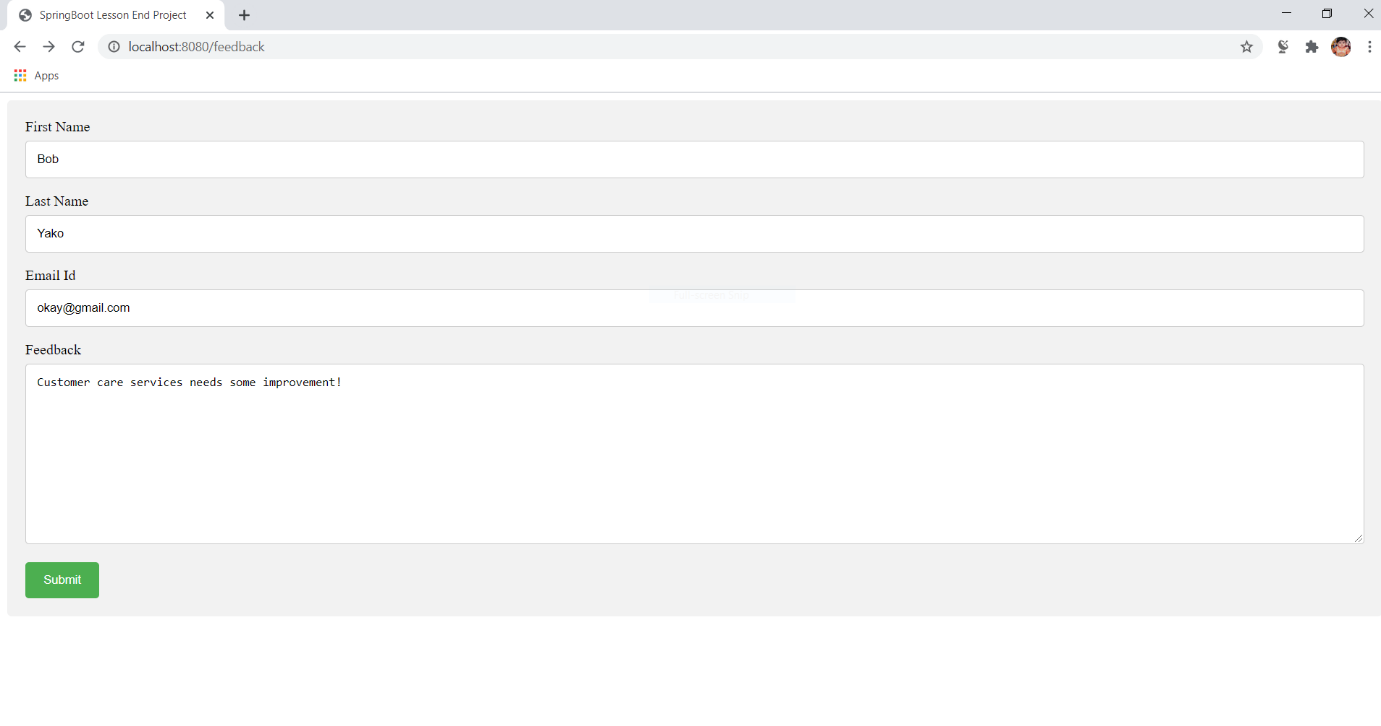 SpringBoot Lesson End Project
localhost:8080/feedback
Apps
First Name
Bob
Last Name
Yako
Email Id
okay@gmail.com
Feedback
Customer care services needs some improvement!
Submit